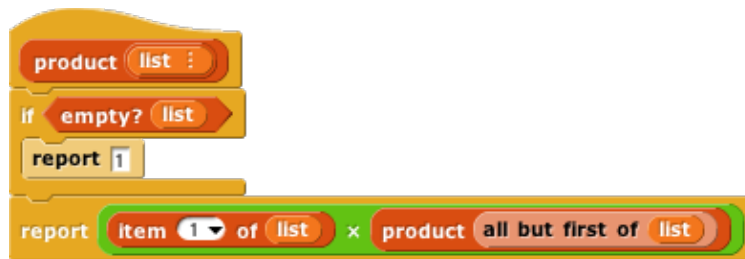 product list ⋮
if empty? list
report 1
report item 1 of list × product all but first of list